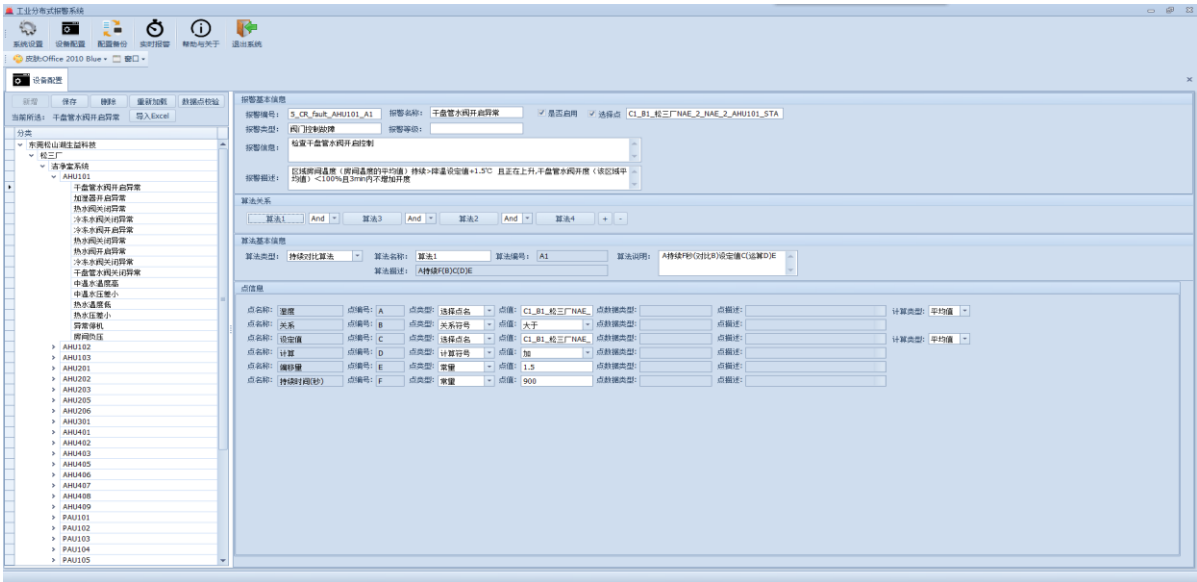 工业分布式报警系统
系统设置 设备配置 配置备份 实时报警 帮助与关于 退出系统
皮肤:Office 2010 Blue 窗口
设备配置
新增 保存 删除 重新加载 数据点校验
当前所选: 干盘管水阀开启异常 导入Excel
分类
东莞松山湖生益科技
松三厂
洁净室系统
AHU101
干盘管水阀开启异常
加湿器开启异常
热水阀关闭异常
冷冻水阀关闭异常
冷冻水阀开启异常
热水阀关闭异常
热水阀开启异常
冷冻水阀关闭异常
干盘管水阀关闭异常
中温水温度高
中温水压差小
热水温度低
热水压差小
异常停机
房间负压
AHU102
AHU103
AHU201
AHU202
AHU203
AHU205
AHU206
AHU301
AHU401
AHU402
AHU403
AHU405
AHU406
AHU407
AHU408
AHU409
PAU101
PAU102
PAU103
PAU104
PAU105
报警基本信息
报警编号: S_CR_fault_AHU101_A1 报警名称: 干盘管水阀开启异常 是否启用 选择点 C1_B1_松三厂NAE_2_NAE_2_AHU101_STA
报警类型: 阀门控制故障 报警等级:
报警信息: 检查干盘管水阀开启控制
报警描述: 区域房间温度(房间温度的平均值)持续>降温设定值+1.5℃ 且正在上升,干盘管水阀开度(该区域平
均值)<100%且3min内不增加开度
算法关系
算法1 And 算法3 And 算法2 And 算法4 + -
算法基本信息
算法类型: 持续对比算法 算法名称: 算法1 算法编号: A1 算法说明: A持续F秒(对比B)设定值C(运算D)E
算法描述: A持续F(B)C(D)E
点信息
点名称: 湿度 点编号: A 点类型: 选择点名 点值: C1_B1_松三厂NAE_ 点数据类型: 点描述: 计算类型: 平均值
点名称: 关系 点编号: B 点类型: 关系符号 点值: 大于 点数据类型: 点描述:
点名称: 设定值 点编号: C 点类型: 选择点名 点值: C1_B1_松三厂NAE_ 点数据类型: 点描述: 计算类型: 平均值
点名称: 计算 点编号: D 点类型: 计算符号 点值: 加 点数据类型: 点描述:
点名称: 偏移量 点编号: E 点类型: 常量 点值: 1.5 点数据类型: 点描述:
点名称: 持续时间(秒) 点编号: F 点类型: 常量 点值: 900 点数据类型: 点描述: